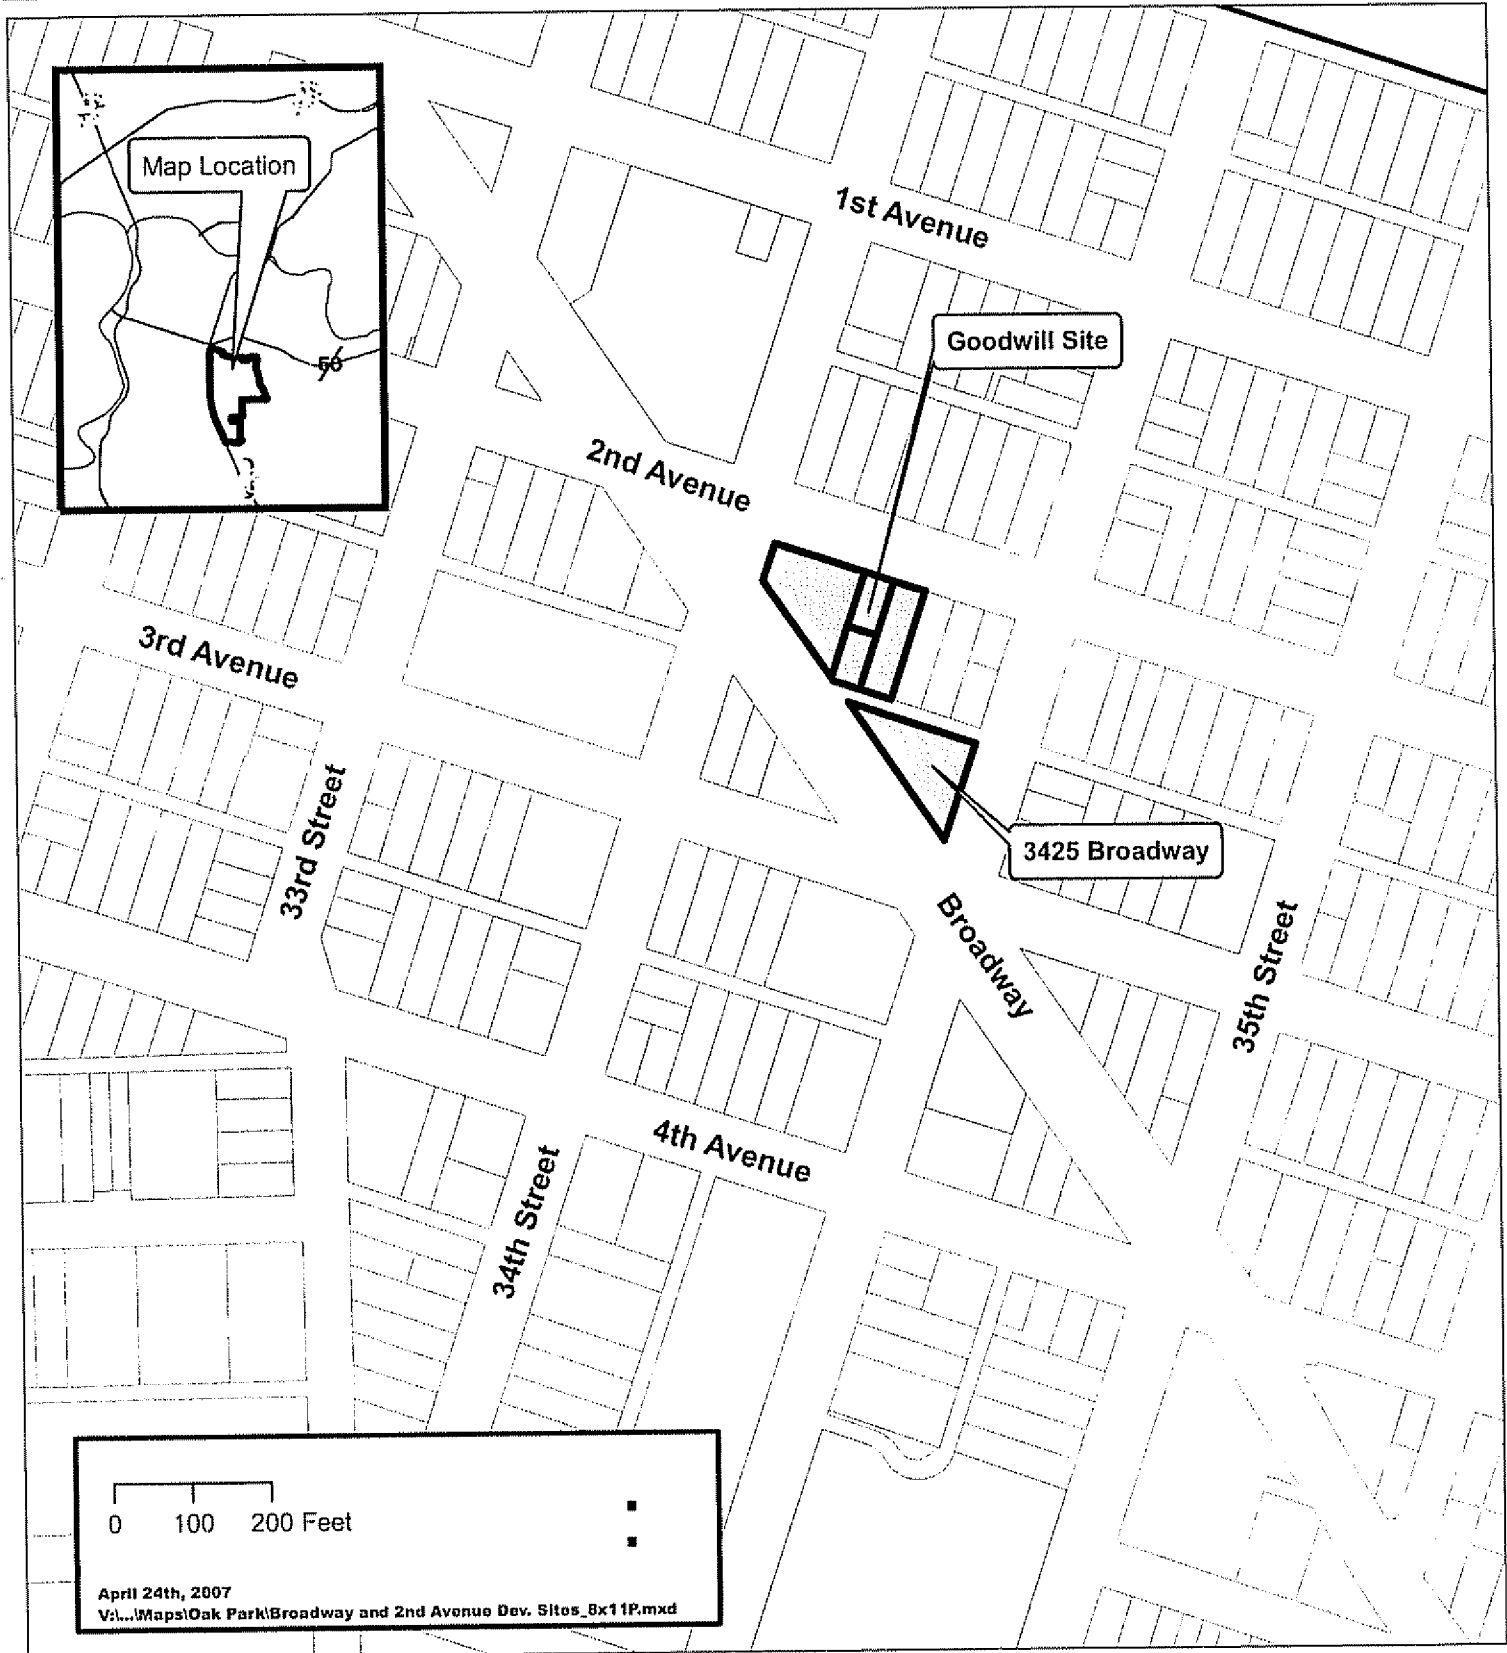 Map Location
1st Avenue
Goodwill Site
2nd Avenue
3rd Avenue
33rd Street
3425 Broadway
Broadway
35th Street
4th Avenue
34th Street
0 100 200 Feet
April 24th, 2007
V:\...\Maps\Oak Park\Broadway and 2nd Avenue Dev. Sites_8x11P.mxd